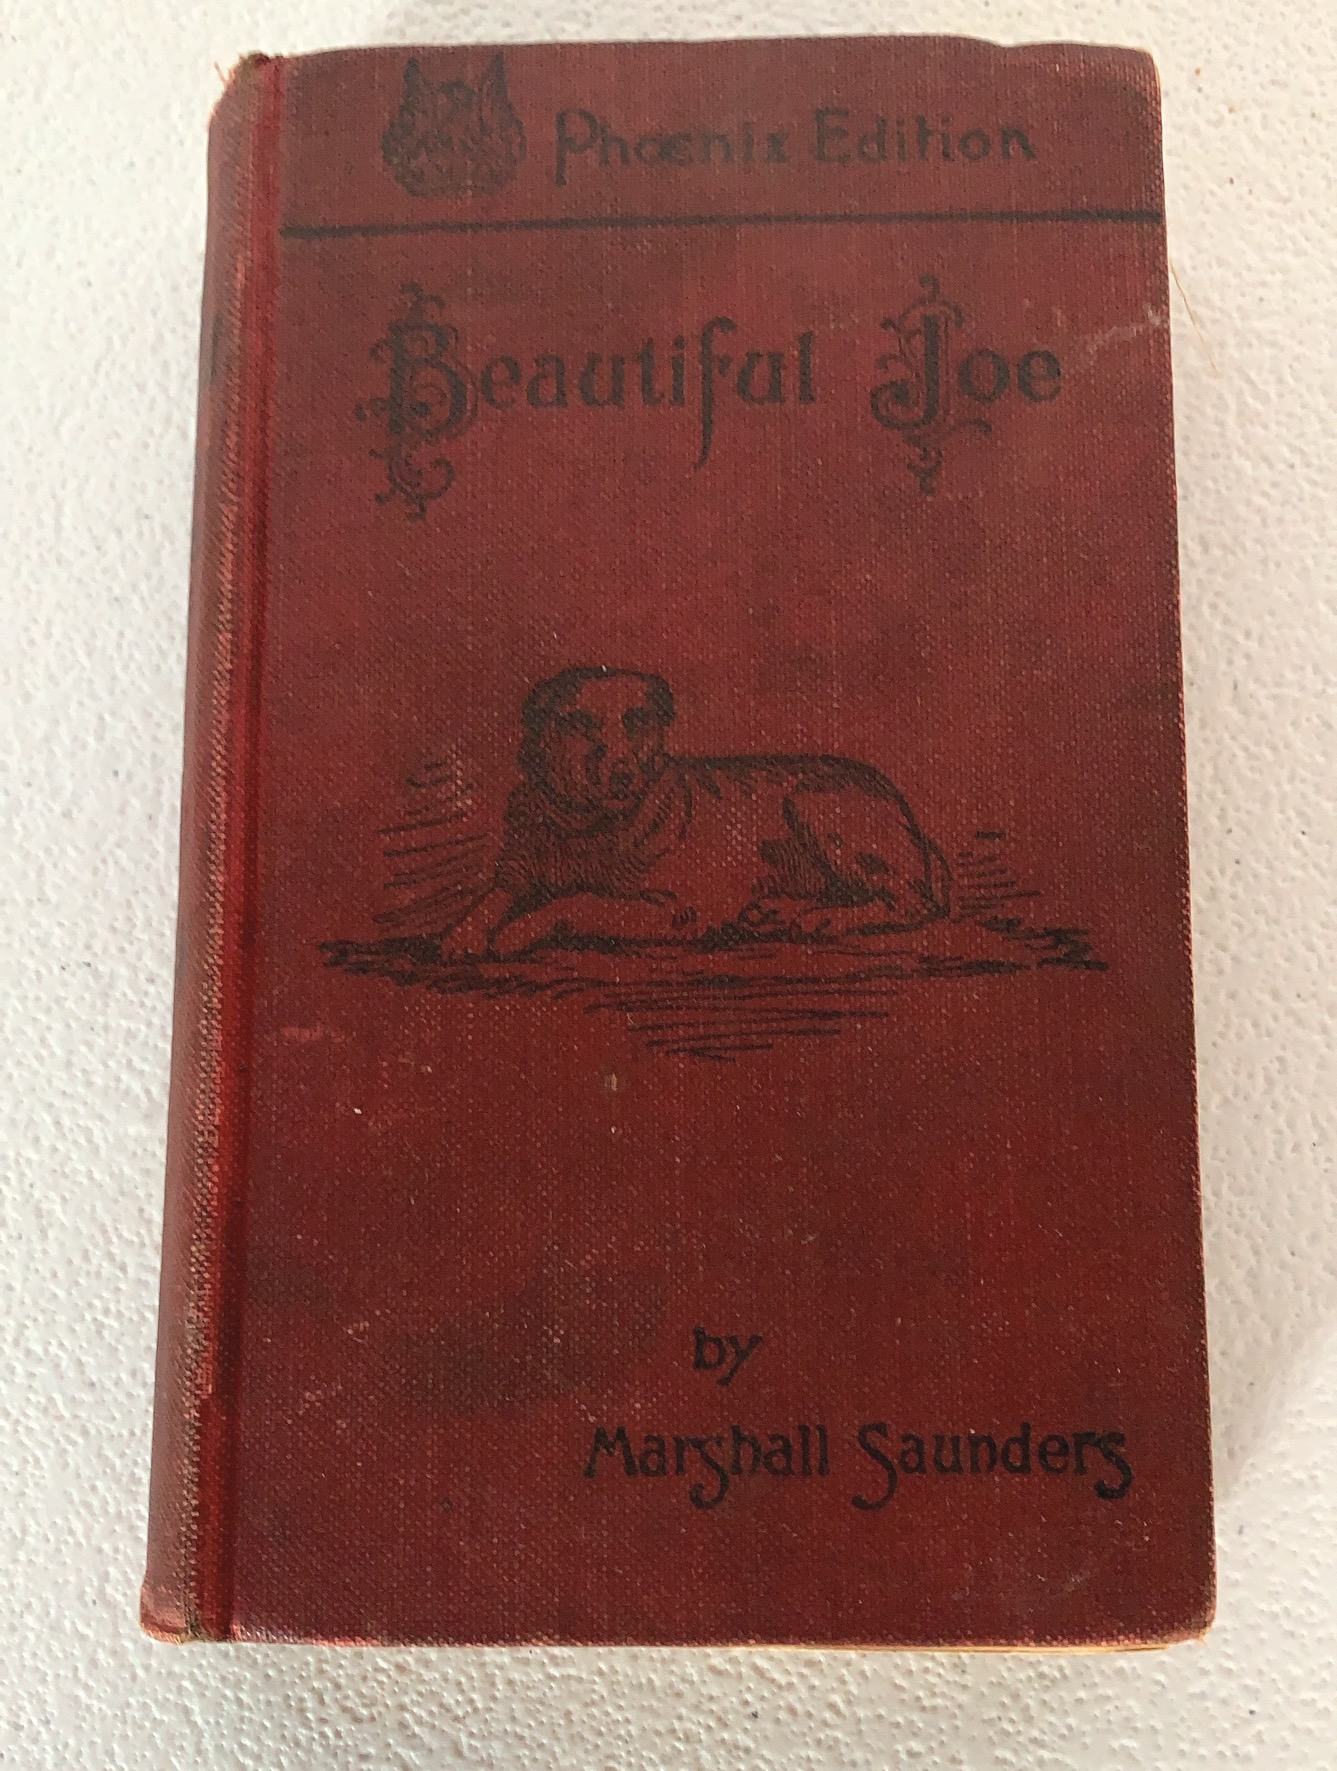 Phœnix Edition
Beautiful Joe
by
Marshall Saunders